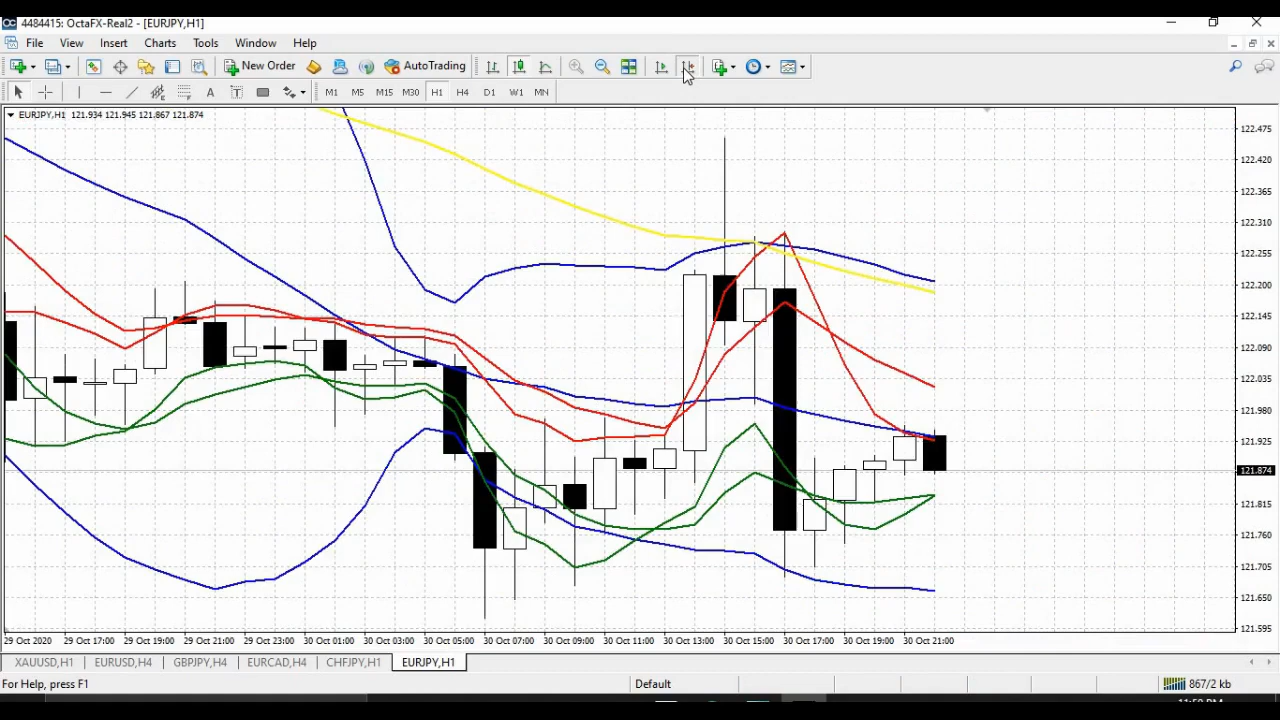 4484415: OctaFX-Real2 - [EURJPY,H1]
File View Insert Charts Tools Window Help
New Order AutoTrading
A T M1 M5 M15 M30 H1 H4 D1 W1 MN
EURJPY,H1 121.934 121.945 121.867 121.874
122.475
122.420
122.365
122.310
122.255
122.200
122.145
122.090
122.035
121.980
121.925
121.874
121.815
121.760
121.705
121.650
121.595
29 Oct 2020 29 Oct 17:00 29 Oct 19:00 29 Oct 21:00 29 Oct 23:00 30 Oct 01:00 30 Oct 03:00 30 Oct 05:00 30 Oct 07:00 30 Oct 09:00 30 Oct 11:00 30 Oct 13:00 30 Oct 15:00 30 Oct 17:00 30 Oct 19:00 30 Oct 21:00
XAUUSD,H1 EURUSD,H4 GBPJPY,H4 EURCAD,H4 CHFJPY,H1 EURJPY,H1
For Help, press F1 Default 867/2 kb